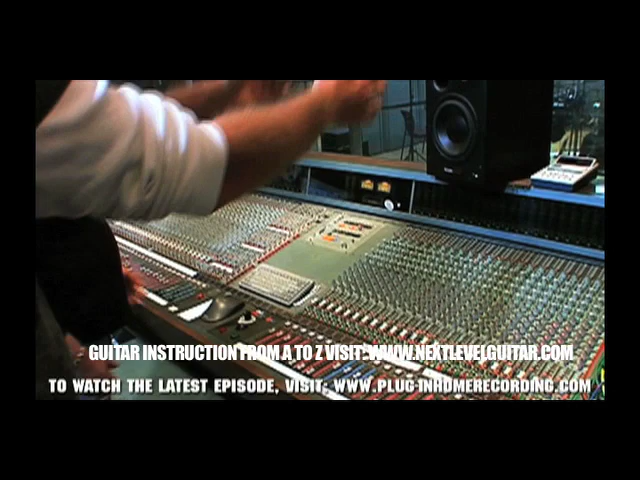 GUITAR INSTRUCTION FROM A TO Z VISIT: WWW.NEXTLEVELGUITAR.COM
TO WATCH THE LATEST EPISODE, VISIT: WWW.PLUG-INHOMERECORDING.COM